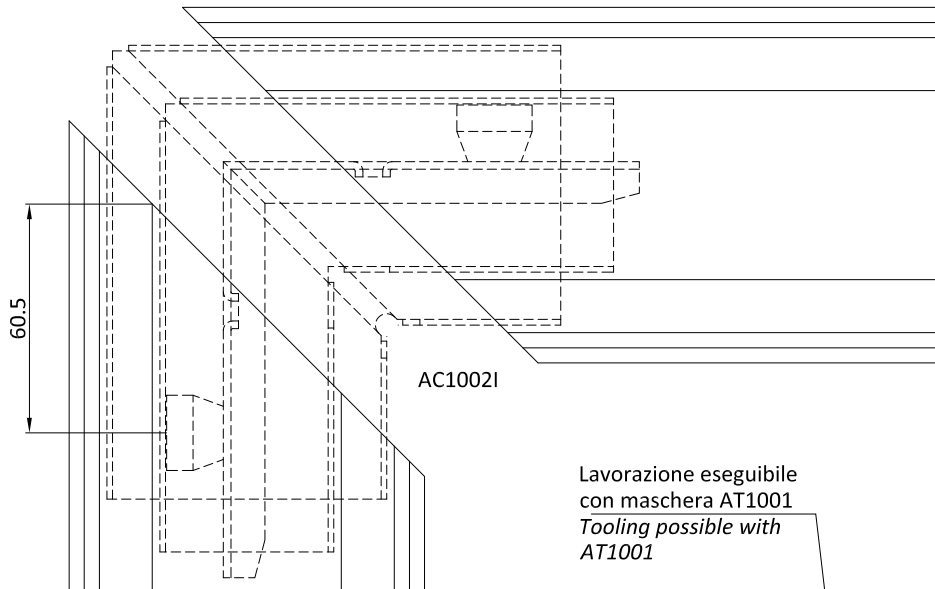 60.5
AC1002I
Lavorazione eseguibile
con maschera AT1001
Tooling possible with
AT1001